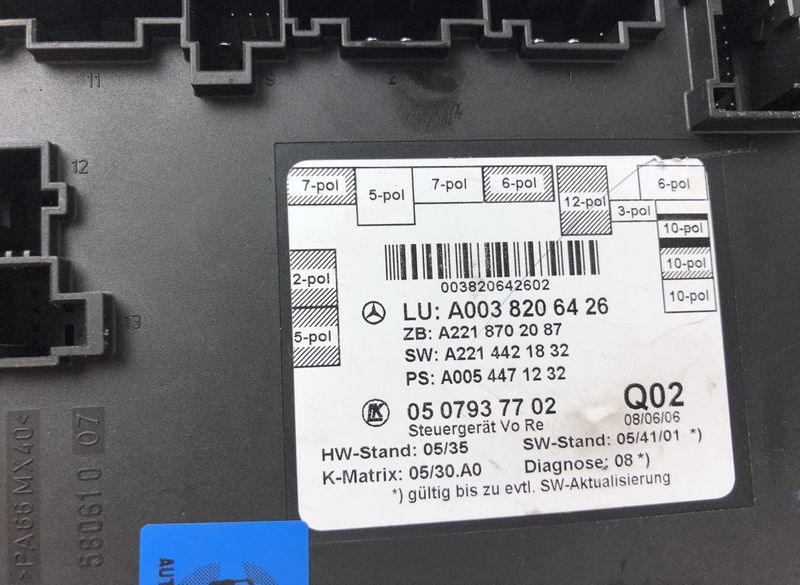 11
9
2
1
12
13
7-pol
5-pol
7-pol
6-pol
12-pol
6-pol
3-pol
10-pol
10-pol
10-pol
2-pol
5-pol
003820642602
LU: A003 820 64 26
ZB: A221 870 20 87
SW: A221 442 18 32
PS: A005 447 12 32
LK 05 0793 77 02
Q02
Steuergerät Vo Re
08/06/06
HW-Stand: 05/35
SW-Stand: 05/41/01 *)
K-Matrix: 05/30.A0
Diagnose: 08 *)
*) gültig bis zu evtl. SW-Aktualisierung
>PA66 MX40<
580610 07
AUT